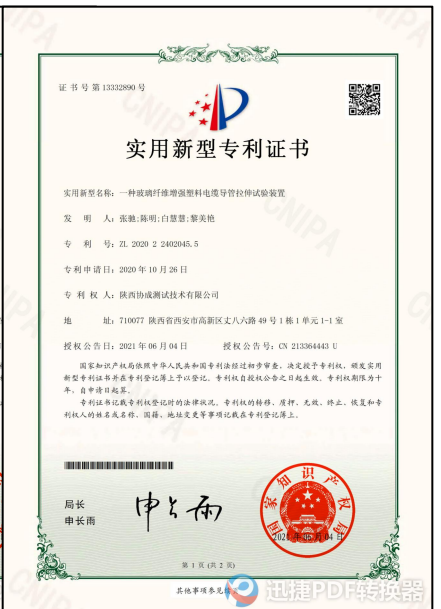 证书号第13332890号
实用新型专利证书
实用新型名称：一种玻璃纤维增强塑料电缆导管拉伸试验装置
发 明 人：张驰;陈明;白慧慧;黎美艳
专 利 号：ZL 2020 2 2402045.5
专利申请日：2020年10月26日
专 利 权 人：陕西协成测试技术有限公司
地 址：710077 陕西省西安市高新区丈八六路49号1栋1单元1-1室
授权公告日：2021年06月04日 授权公告号：CN 213364443 U
国家知识产权局依照中华人民共和国专利法经过初步审查，决定授予专利权，颁发实用
新型专利证书并在专利登记簿上予以登记。专利权自授权公告之日起生效。专利权期限为十
年，自申请日起算。
专利证书记载专利权登记时的法律状况。专利权的转移、质押、无效、终止、恢复和专
利权人的姓名或名称、国籍、地址变更等事项记载在专利登记簿上。
局长
申长雨
申长雨
国家知识产权局
2021年06月04日
第 1 页 (共 2 页)
其他事项参见续页
迅捷PDF转换器
CNIPA
CNIPA
CNIPA